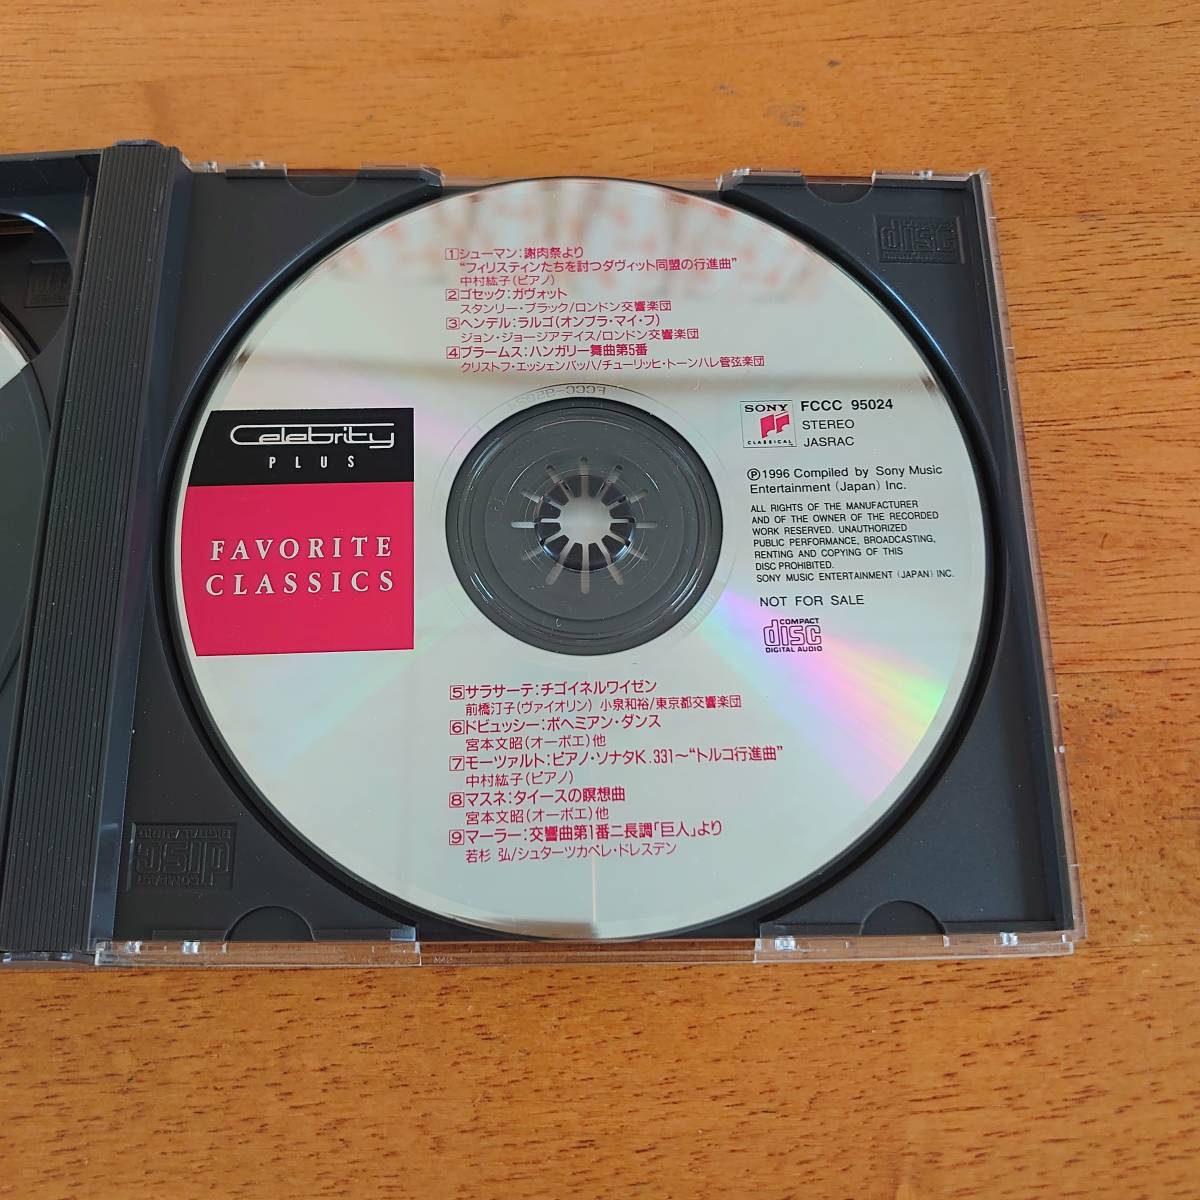 1シューマン:謝肉祭より
“フィリスティンたちを討つダヴィット同盟の行進曲”
中村紘子(ピアノ)
2ゴセック:ガヴォット
スタンリー・ブラック/ロンドン交響楽団
3ヘンデル:ラルゴ(オンブラ・マイ・フ)
ジョン・ジョージアデイス/ロンドン交響楽団
4ブラームス:ハンガリー舞曲第5番
クリストフ・エッシェンバッハ/チューリッヒ・トーンハレ管弦楽団
Celebrity
PLUS
FAVORITE
CLASSICS
SONY
CLASSICAL
FCCC 95024
STEREO
JASRAC
Ⓟ1996 Compiled by Sony Music
Entertainment (Japan) Inc.
ALL RIGHTS OF THE MANUFACTURER
AND OF THE OWNER OF THE RECORDED
WORK RESERVED. UNAUTHORIZED
PUBLIC PERFORMANCE, BROADCASTING,
RENTING AND COPYING OF THIS
DISC PROHIBITED.
SONY MUSIC ENTERTAINMENT (JAPAN) INC.
NOT FOR SALE
COMPACT
disc
DIGITAL AUDIO
5サラサーテ:チゴイネルワイゼン
前橋汀子(ヴァイオリン) 小泉和裕/東京都交響楽団
6ドビュッシー:ボヘミアン・ダンス
宮本文昭(オーボエ)他
7モーツァルト:ピアノ・ソナタK.331〜“トルコ行進曲”
中村紘子(ピアノ)
8マスネ:タイースの瞑想曲
宮本文昭(オーボエ)他
9マーラー:交響曲第1番ニ長調「巨人」より
若杉 弘/シュターツカペレ・ドレスデン
disc
COMPACT
disc
DIGITAL AUDIO